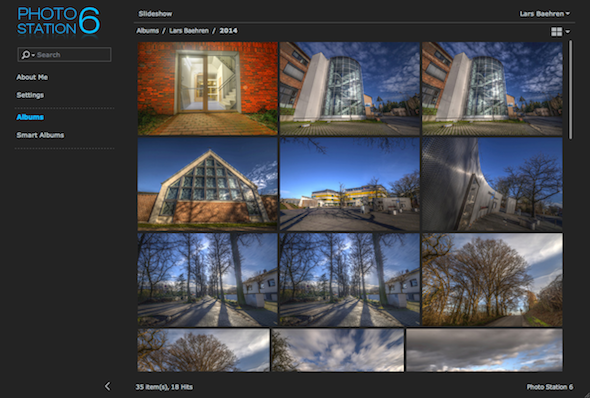 PHOTO
STATION 6
Slideshow
Lars Baehren
Albums / Lars Baehren / 2014
Search
About Me
Settings
Albums
Smart Albums
35 item(s), 18 Hits
Photo Station 6